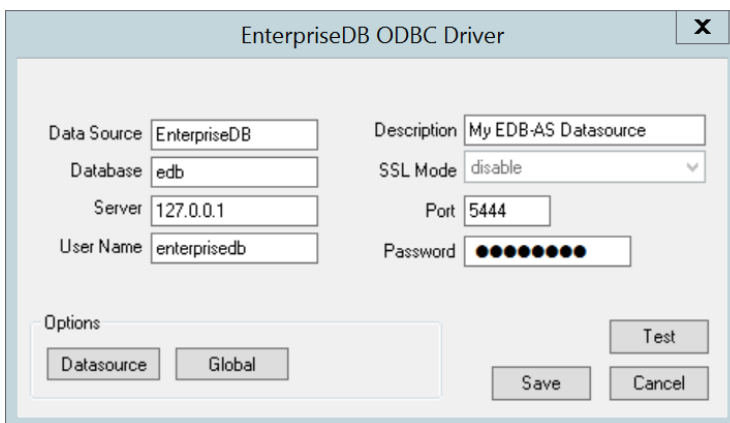 EnterpriseDB ODBC Driver
X
Data Source EnterpriseDB
Description My EDB-AS Datasource
Database edb
SSL Mode disable
Server 127.0.0.1
Port 5444
User Name enterprisedb
Password ●●●●●●●●
Options
Datasource
Global
Test
Save
Cancel